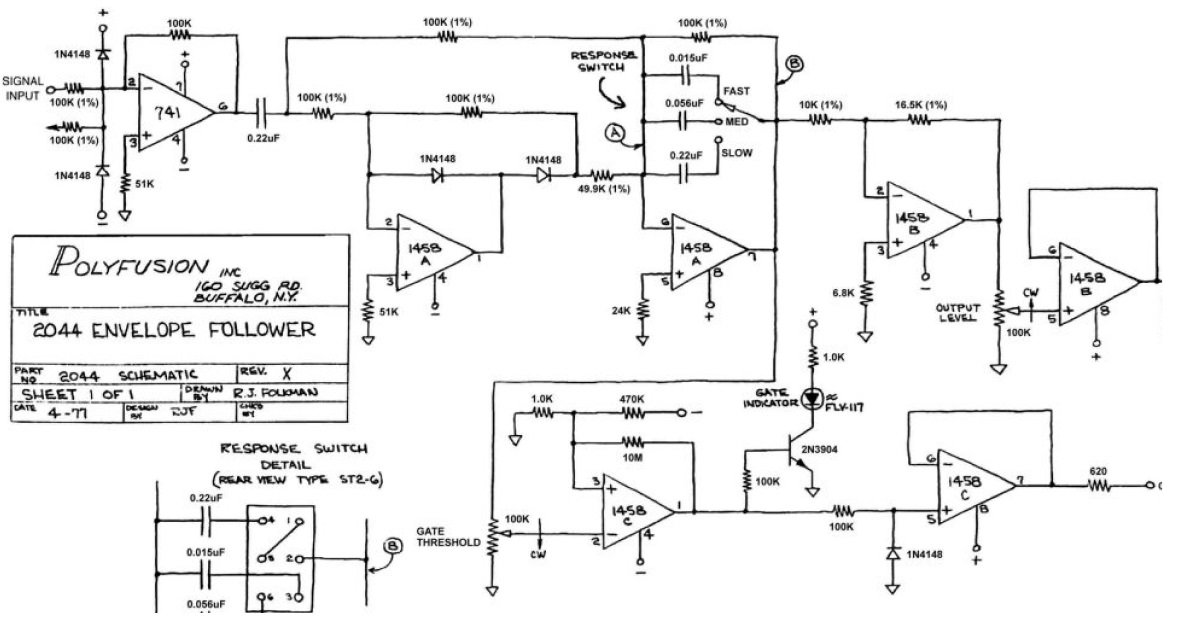 +
100K
100K (1%)
100K (1%)
1N4148
+
SIGNAL
INPUT
100K (1%)
2
7
741
6
3
+
4
100K (1%)
0.22uF
1N4148
51K
−
−
100K (1%)
100K (1%)
1N4148
1N4148
49.9K (1%)
2
−
1458
A
1
3
+
4
−
51K
RESPONSE
SWITCH
A
0.015uF
FAST
0.056uF
MED
0.22uF
SLOW
B
6
−
1458
A
7
5
+
8
+
24K
10K (1%)
16.5K (1%)
2
−
1458
B
1
3
+
4
−
6.8K
OUTPUT
LEVEL
CW
100K
6
−
1458
B
5
+
8
+
POLYFUSION INC
160 SUGG RD.
BUFFALO, N.Y.
TITLE
2044 ENVELOPE FOLLOWER
PART
NO 2044 SCHEMATIC
REV. X
SHEET 1 OF 1
DRAWN
BY R.J. FOLKMAN
DATE 4-77
DESIGN
BY RJF
CHKD
BY
RESPONSE SWITCH
DETAIL
(REAR VIEW TYPE ST2-6)
0.22uF
4
1
0.015uF
5
2
B
0.056uF
6
3
1.0K
470K
−
10M
3
+
1458
C
1
2
−
4
−
GATE
THRESHOLD
100K
CW
+
1.0K
GATE
INDICATOR
FLV-117
2N3904
100K
100K
1N4148
6
−
1458
C
7
5
+
8
+
620